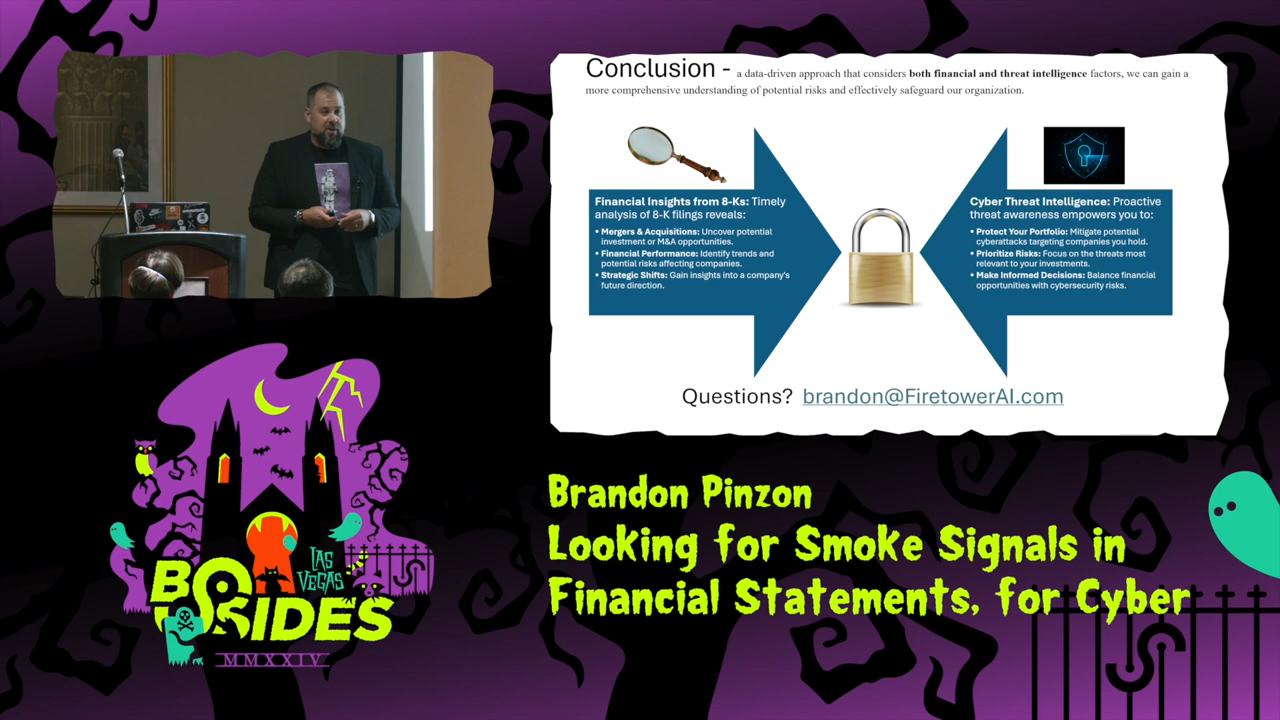 Conclusion - a data-driven approach that considers both financial and threat intelligence factors, we can gain a
more comprehensive understanding of potential risks and effectively safeguard our organization.
Financial Insights from 8-Ks: Timely
analysis of 8-K filings reveals:
• Mergers & Acquisitions: Uncover potential
investment or M&A opportunities.
• Financial Performance: Identify trends and
potential risks affecting companies.
• Strategic Shifts: Gain insights into a company's
future direction.
Cyber Threat Intelligence: Proactive
threat awareness empowers you to:
• Protect Your Portfolio: Mitigate potential
cyberattacks targeting companies you hold.
• Prioritize Risks: Focus on the threats most
relevant to your investments.
• Make Informed Decisions: Balance financial
opportunities with cybersecurity risks.
Questions? brandon@FiretowerAI.com
LAS
VEGAS
BSIDES
MMXXIV
Brandon Pinzon
Looking for Smoke Signals in
Financial Statements, for Cyber